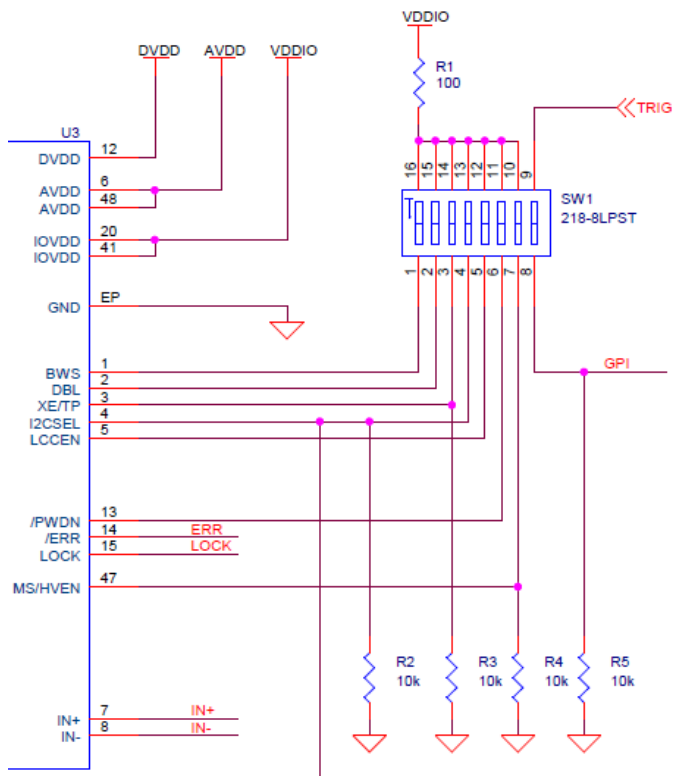 VDDIO
DVDD AVDD VDDIO
R1
100
TRIG
U3
12
DVDD
6
AVDD
48
AVDD
20
IOVDD
41
IOVDD
EP
GND
16 15 14 13 12 11 10 9
SW1
218-8LPST
1 2 3 4 5 6 7 8
GPI
1
BWS
2
DBL
3
XE/TP
4
I2CSEL
5
LCCEN
13
/PWDN
14
/ERR
ERR
15
LOCK
LOCK
47
MS/HVEN
R2
10k
R3
10k
R4
10k
R5
10k
7
IN+
IN+
8
IN-
IN-